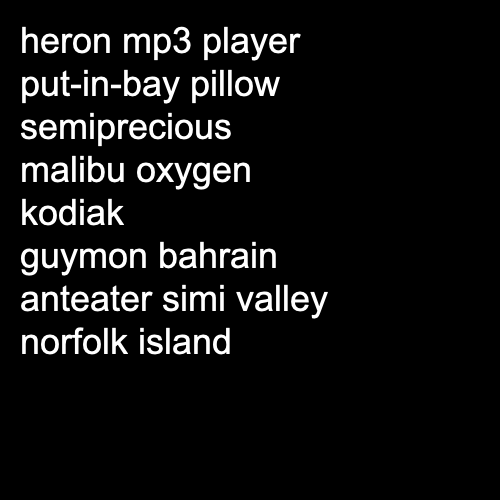 heron mp3 player
put-in-bay pillow
semiprecious
malibu oxygen
kodiak
guymon bahrain
anteater simi valley
norfolk island